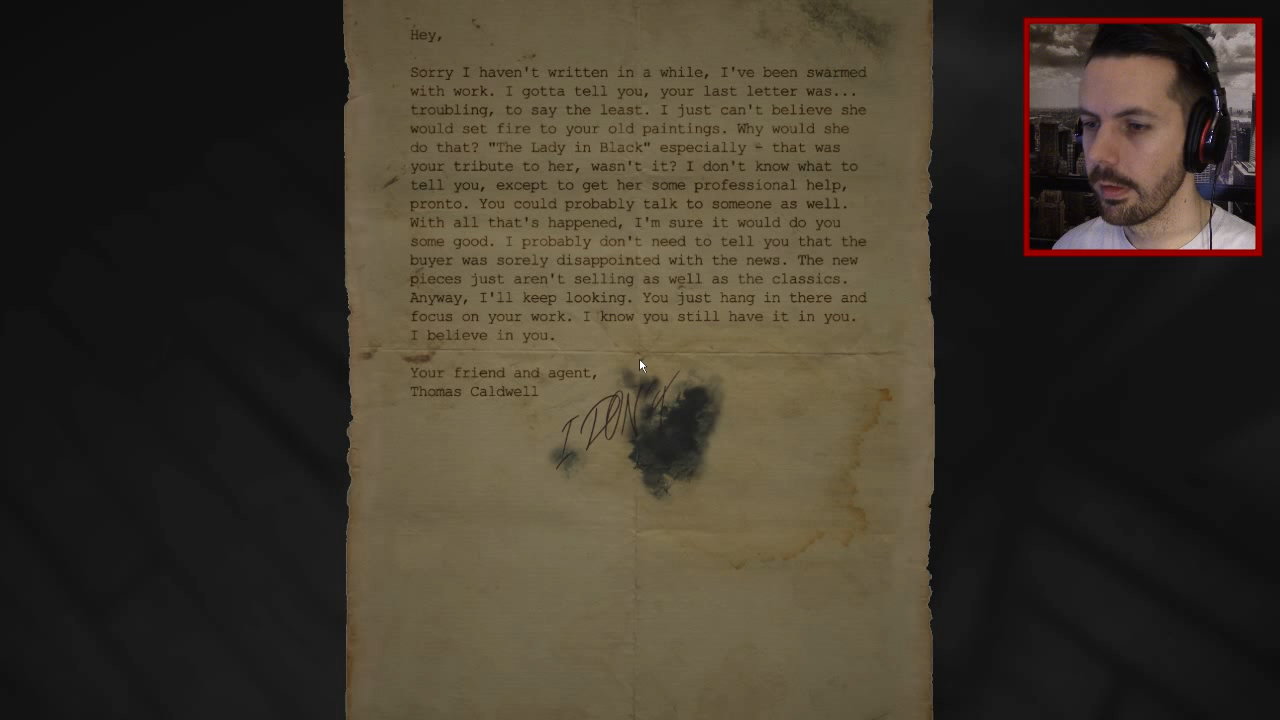 Hey,
Sorry I haven't written in a while, I've been swarmed
with work. I gotta tell you, your last letter was...
troubling, to say the least. I just can't believe she
would set fire to your old paintings. Why would she
do that? "The Lady in Black" especially - that was
your tribute to her, wasn't it? I don't know what to
tell you, except to get her some professional help,
pronto. You could probably talk to someone as well.
With all that's happened, I'm sure it would do you
some good. I probably don't need to tell you that the
buyer was sorely disappointed with the news. The new
pieces just aren't selling as well as the classics.
Anyway, I'll keep looking. You just hang in there and
focus on your work. I know you still have it in you.
I believe in you.
Your friend and agent,
Thomas Caldwell
I DON'T